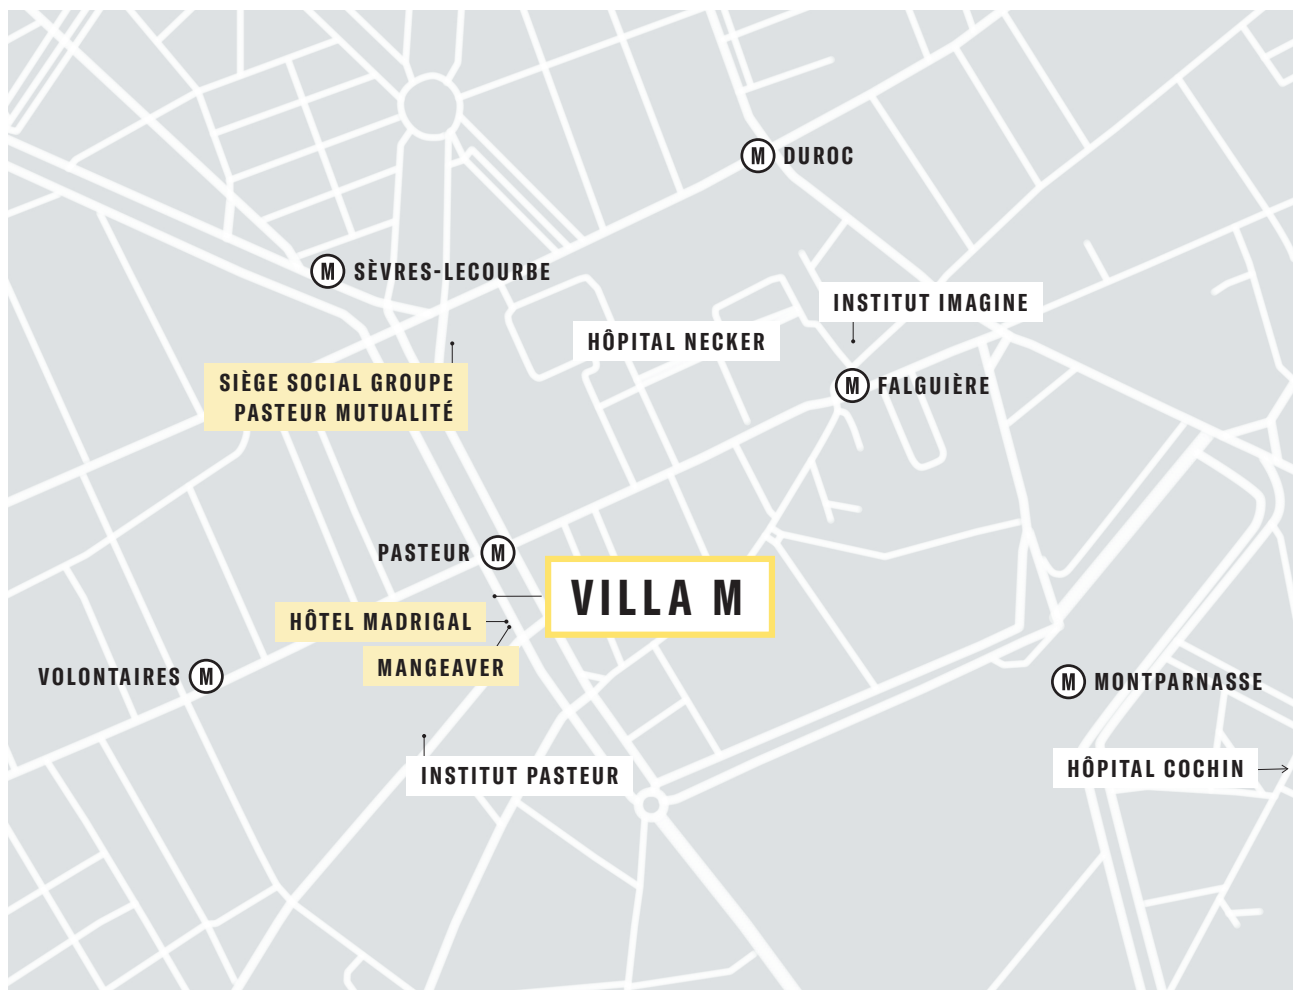 M DUROC
M SÈVRES-LECOURBE
INSTITUT IMAGINE
HÔPITAL NECKER
SIÈGE SOCIAL GROUPE
PASTEUR MUTUALITÉ
M FALGUIÈRE
PASTEUR M
VILLA M
HÔTEL MADRIGAL
MANGEAVER
VOLONTAIRES M
M MONTPARNASSE
INSTITUT PASTEUR
HÔPITAL COCHIN